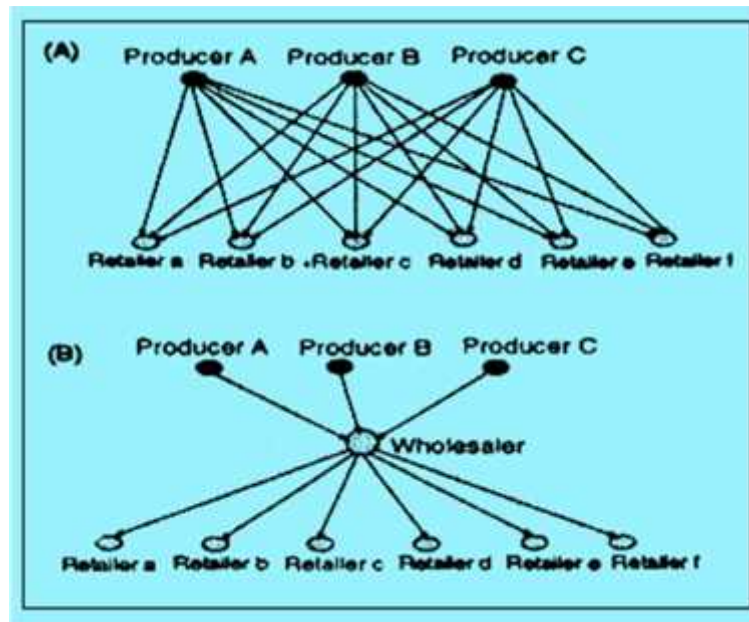 (A)
Producer A Producer B Producer C
Retailer a Retailer b Retailer c Retailer d Retailer e Retailer f
(B)
Producer A Producer B Producer C
Wholesaler
Retailer a Retailer b Retailer c Retailer d Retailer e Retailer f